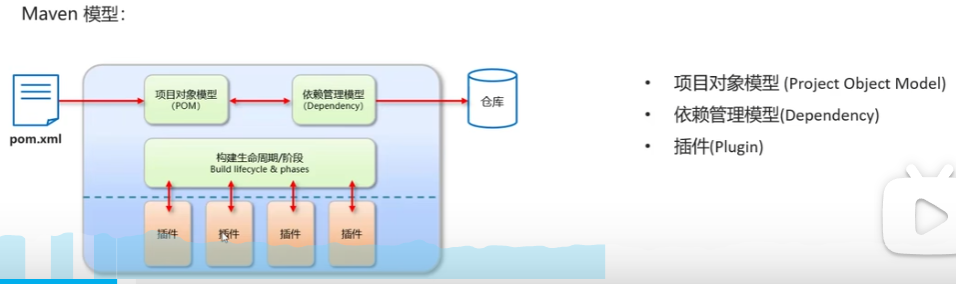 Maven 模型：
pom.xml
项目对象模型
（POM）
依赖管理模型
（Dependency）
仓库
构建生命周期/阶段
Build lifecycle & phases
插件
插件
插件
插件
• 项目对象模型 (Project Object Model)
• 依赖管理模型(Dependency)
• 插件(Plugin)